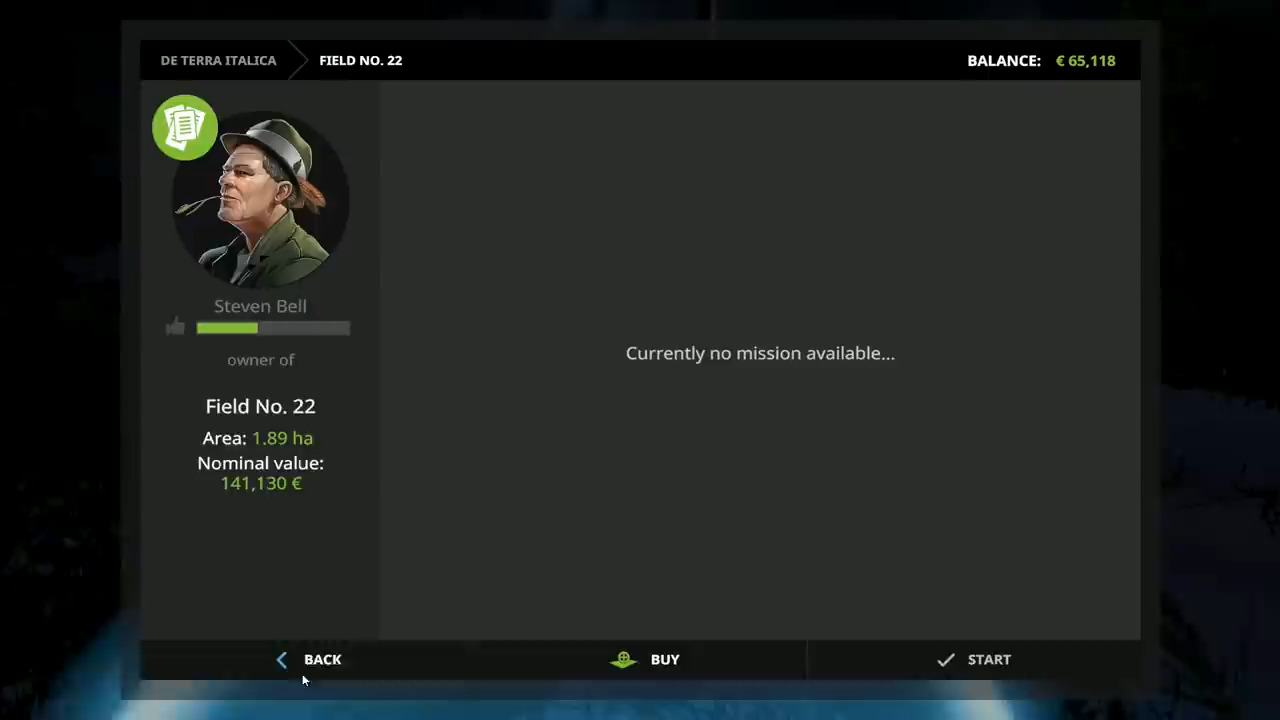 DE TERRA ITALICA
FIELD NO. 22
BALANCE: € 65,118
Steven Bell
owner of
Field No. 22
Area: 1.89 ha
Nominal value:
141,130 €
Currently no mission available...
BACK
BUY
START